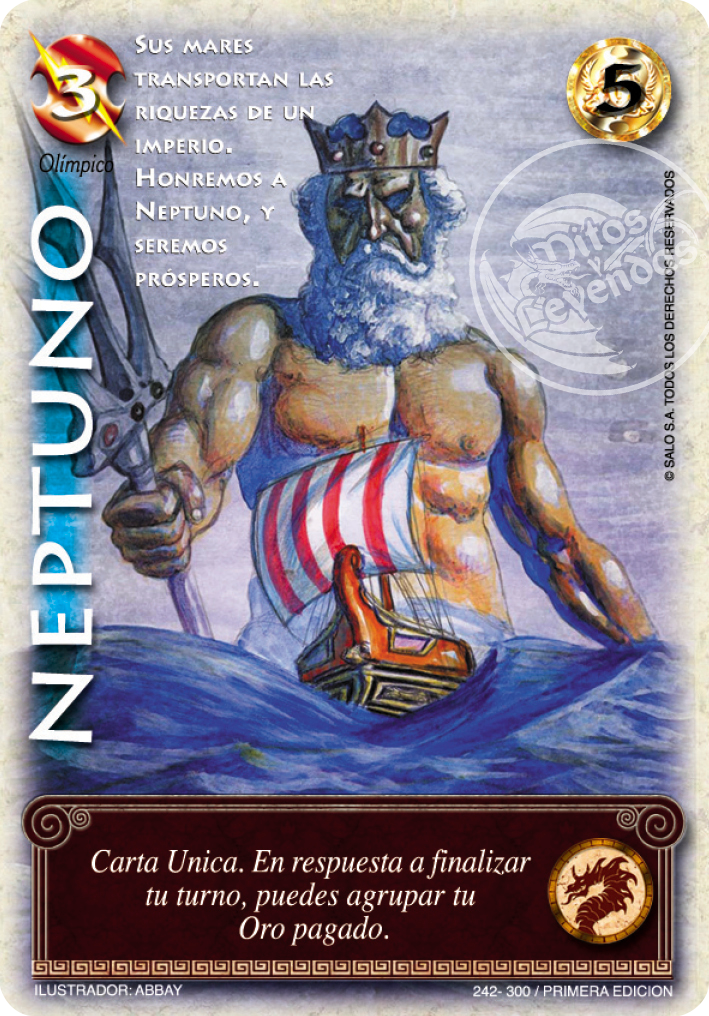 3
Olímpico
SUS MARES
TRANSPORTAN LAS
RIQUEZAS DE UN
IMPERIO.
HONREMOS A
NEPTUNO, Y
SEREMOS
PRÓSPEROS.
5
Mitos
y
Leyendas
© SALO S.A. TODOS LOS DERECHOS RESERVADOS
NEPTUNO
Carta Unica. En respuesta a finalizar
tu turno, puedes agrupar tu
Oro pagado.
ILUSTRADOR: ABBAY
242- 300 / PRIMERA EDICION